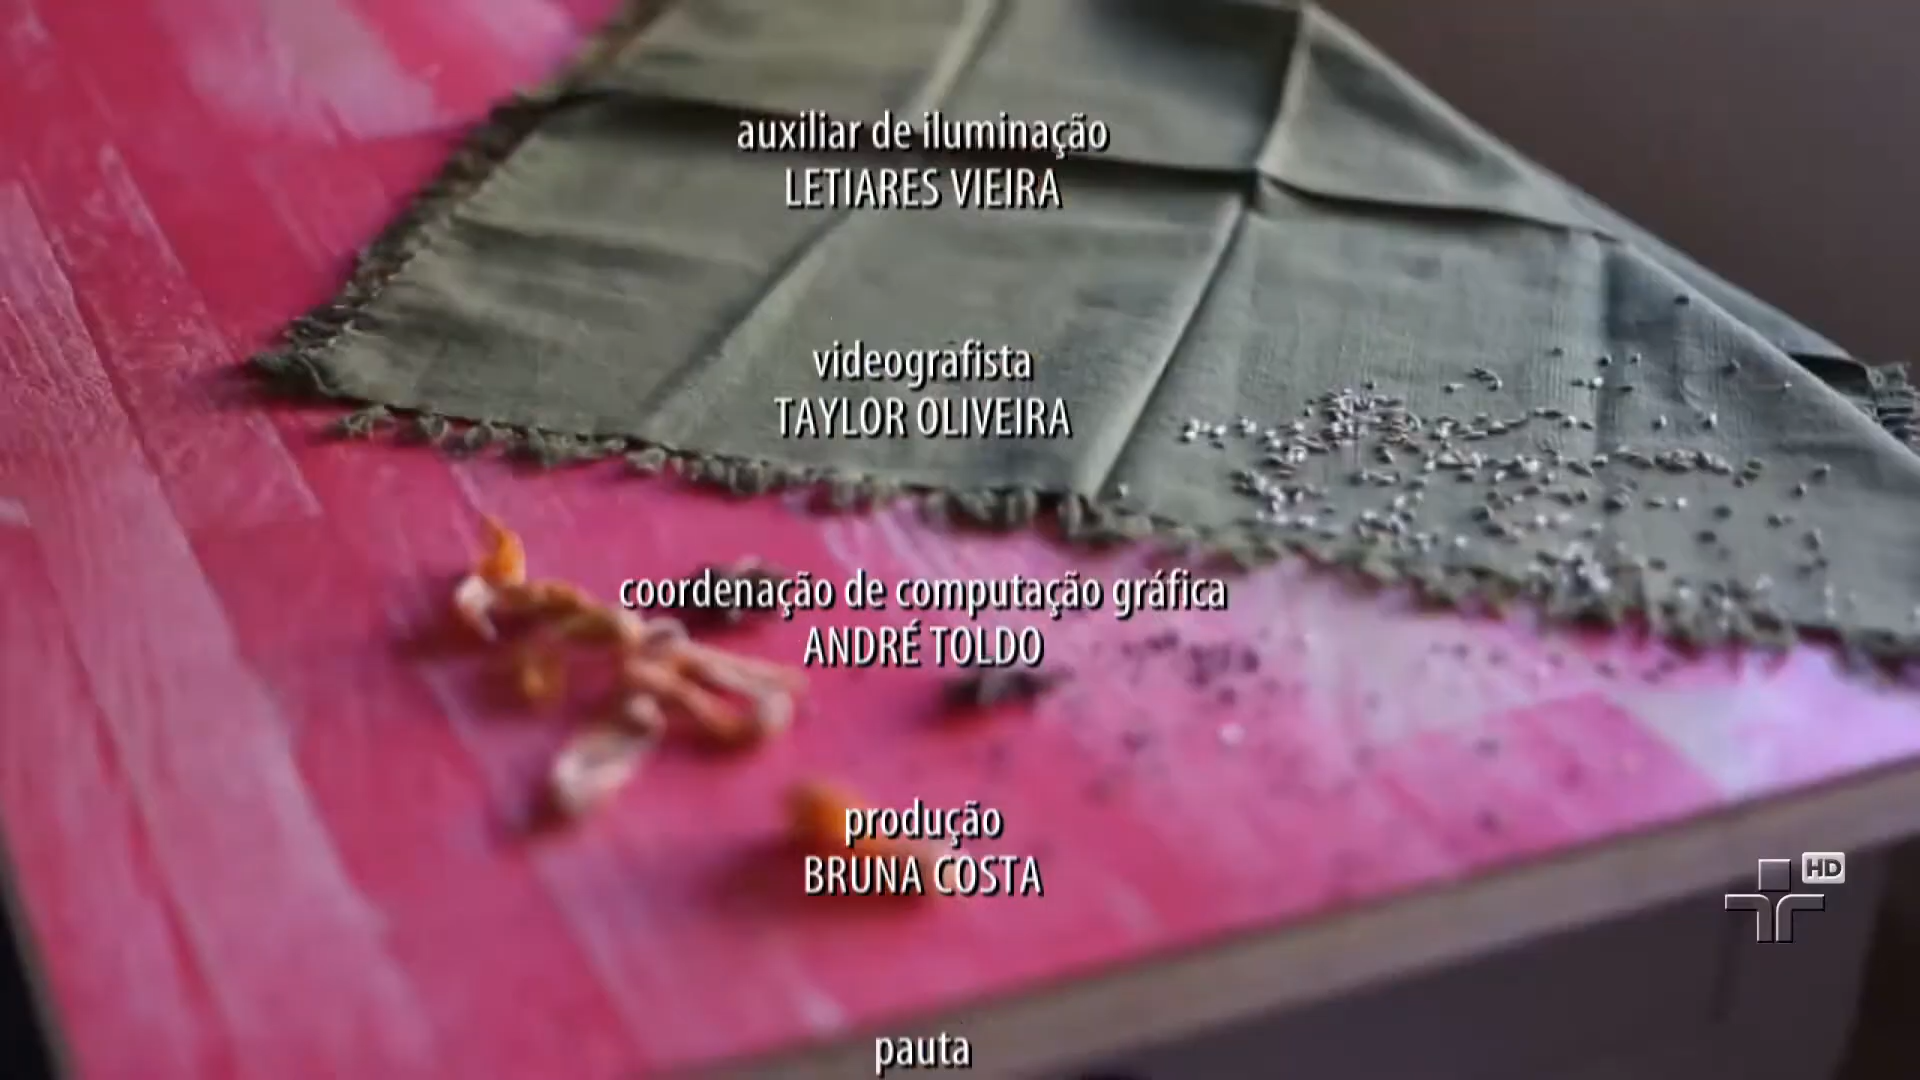 auxiliar de iluminação
LETIARES VIEIRA
videografista
TAYLOR OLIVEIRA
coordenação de computação gráfica
ANDRÉ TOLDO
produção
BRUNA COSTA
HD
pauta